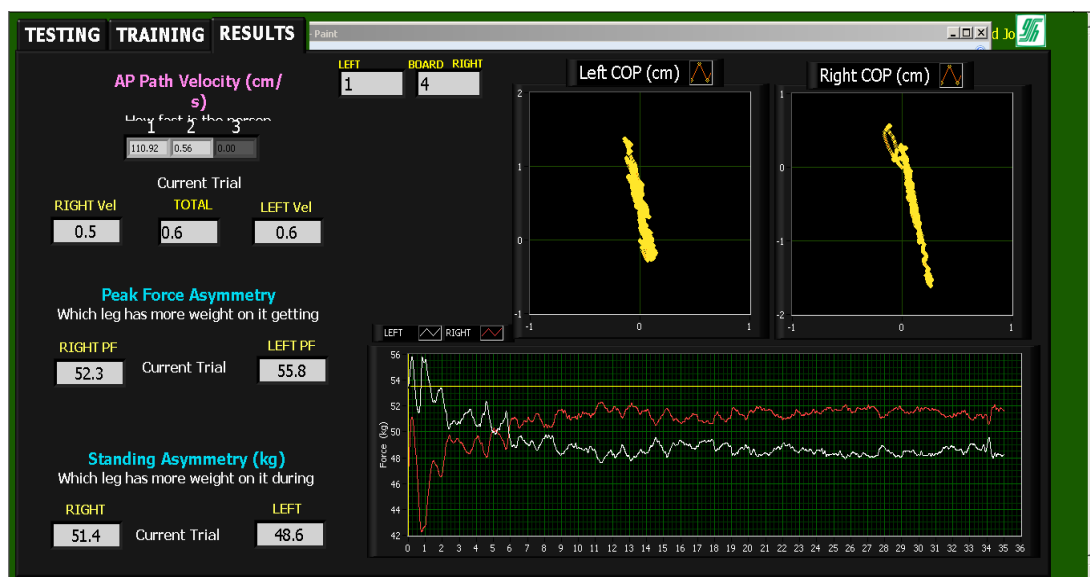 TESTING TRAINING RESULTS
- Paint
d Jo
LEFT BOARD RIGHT
1 4
AP Path Velocity (cm/
s)
How fast is the person
1 2 3
110.92 0.56 0.00
Current Trial
RIGHT Vel TOTAL LEFT Vel
0.5 0.6 0.6
Peak Force Asymmetry
Which leg has more weight on it getting
RIGHT PF LEFT PF
52.3 Current Trial 55.8
Standing Asymmetry (kg)
Which leg has more weight on it during
RIGHT LEFT
51.4 Current Trial 48.6
Left COP (cm)
2
1
0
-1
-1 0 1
Right COP (cm)
1
0
-1
-2
-1 0 1
LEFT RIGHT
Force (kg)
56
54
52
50
48
46
44
42
0 1 2 3 4 5 6 7 8 9 10 11 12 13 14 15 16 17 18 19 20 21 22 23 24 25 26 27 28 29 30 31 32 33 34 35 36